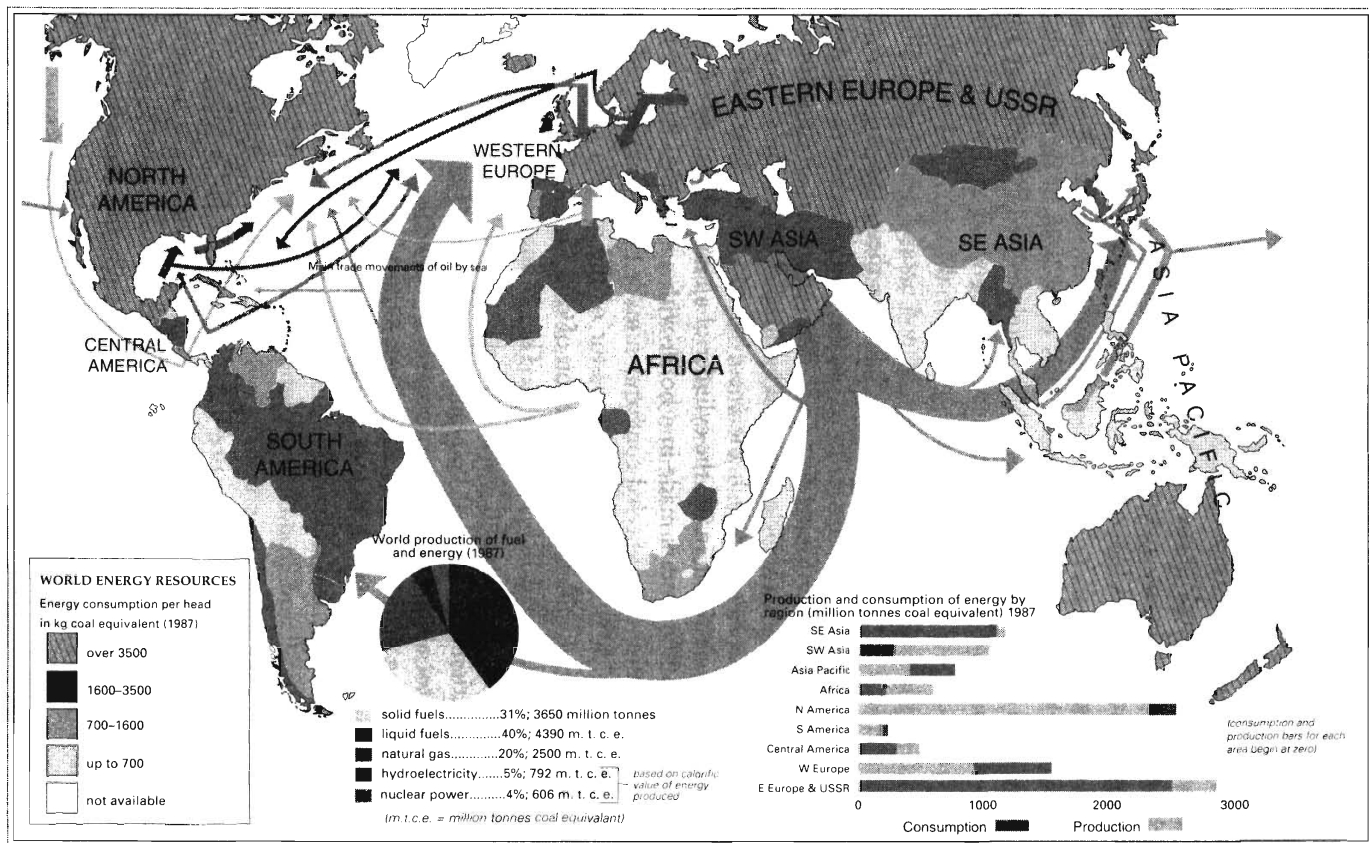 EASTERN EUROPE & USSR
WESTERN
EUROPE
NORTH
AMERICA
SW ASIA
SE ASIA
Main trade movements of oil by sea
CENTRAL
AMERICA
AFRICA
ASIA PACIFIC
SOUTH
AMERICA
WORLD ENERGY RESOURCES
Energy consumption per head
in kg coal equivalent (1987)
over 3500
1600–3500
700–1600
up to 700
not available
World production of fuel
and energy (1987)
solid fuels..............31%; 3650 million tonnes
liquid fuels.............40%; 4390 m. t. c. e.
natural gas.............20%; 2500 m. t. c. e.
hydroelectricity......5%; 792 m. t. c. e.
nuclear power.........4%; 606 m. t. c. e.
based on calorific
value of energy
produced
(m.t.c.e. = million tonnes coal equivalant)
Production and consumption of energy by
region (million tonnes coal equivalent) 1987
SE Asia
SW Asia
Asia Pacific
Africa
N America
S America
Central America
W Europe
E Europe & USSR
0 1000 2000 3000
Consumption Production
(consumption and
production bars for each
area begin at zero)